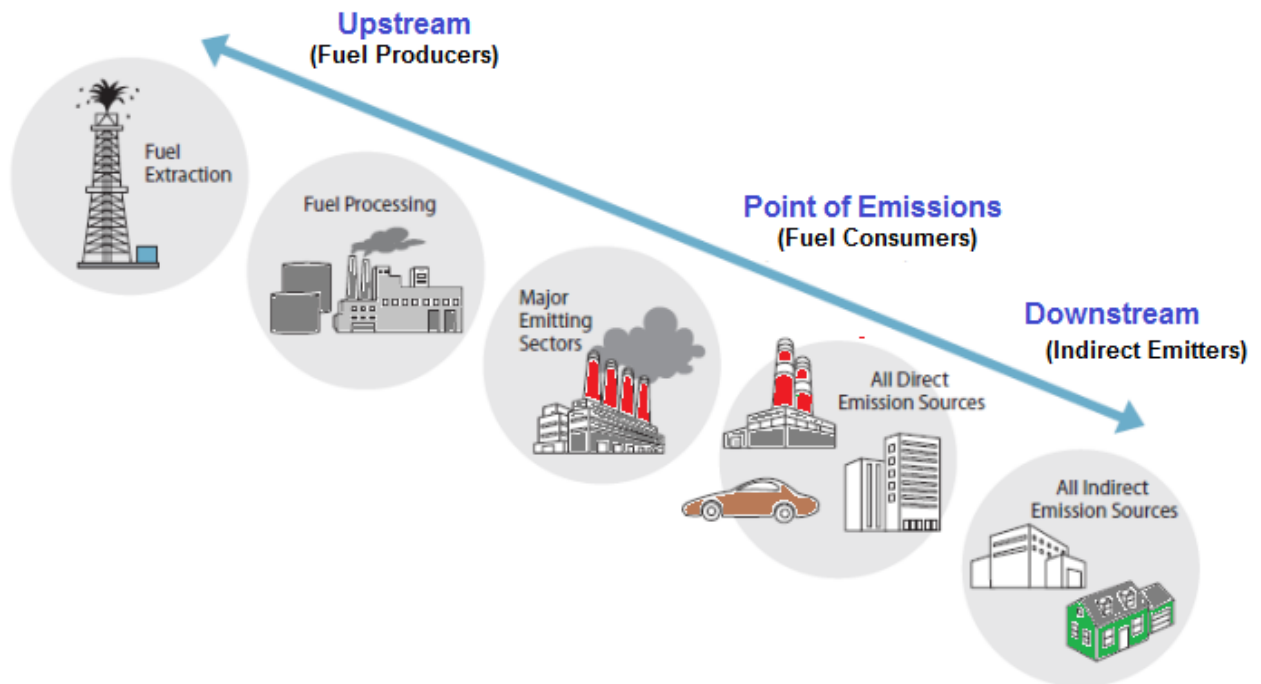 Upstream
(Fuel Producers)
Fuel
Extraction
Fuel Processing
Point of Emissions
(Fuel Consumers)
Major
Emitting
Sectors
Downstream
(Indirect Emitters)
All Direct
Emission Sources
All Indirect
Emission Sources